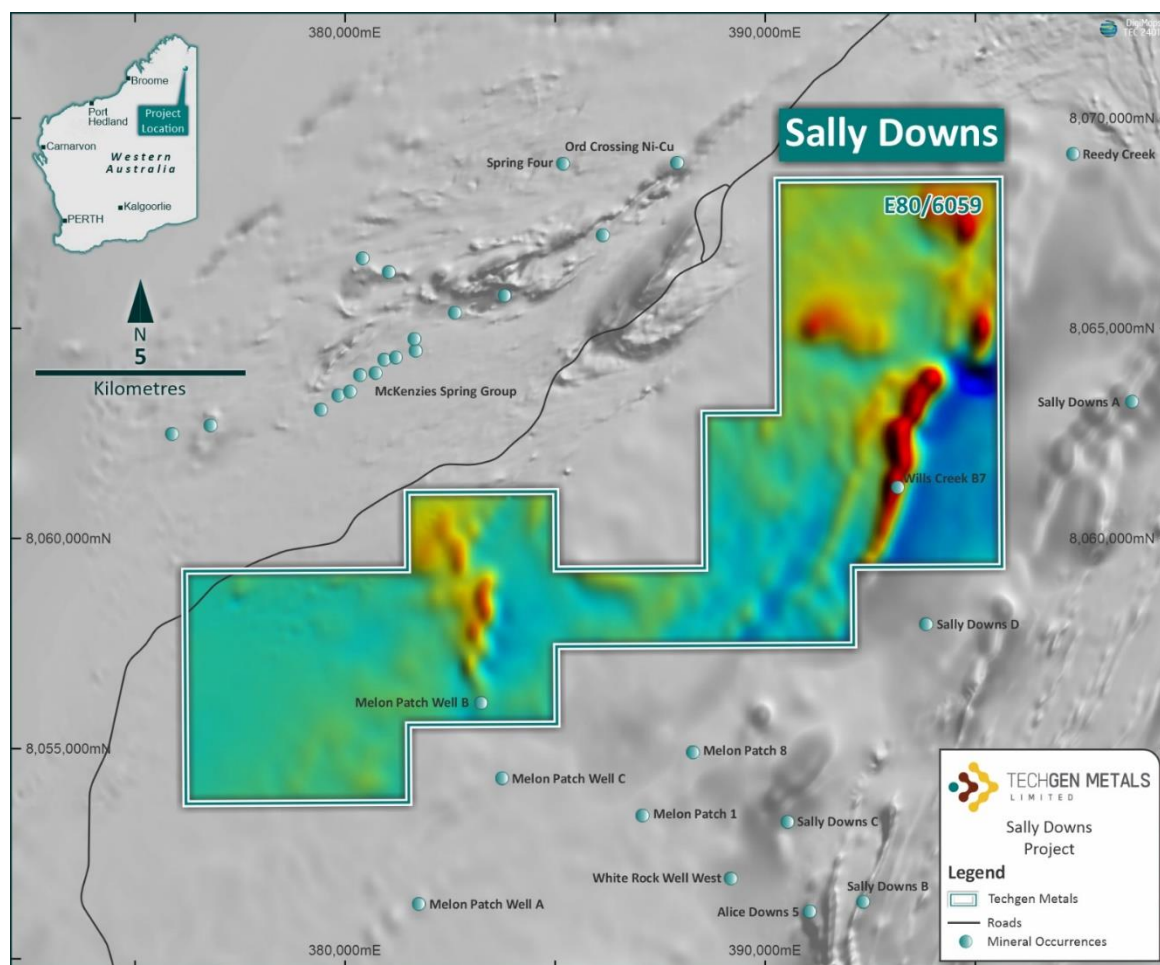 380,000mE
390,000mE
DigiMaps
TEC 2401
Broome
Port
Hedland
Project
Location
Carnarvon
Western
Australia
Kalgoorlie
PERTH
8,070,000mN
Sally Downs
Ord Crossing Ni-Cu
Spring Four
Reedy Creek
E80/6059
N
5
Kilometres
8,065,000mN
McKenzies Spring Group
Sally Downs A
Wills Creek B7
8,060,000mN
8,060,000mN
Sally Downs D
Melon Patch Well B
8,055,000mN
Melon Patch 8
Melon Patch Well C
Melon Patch 1
Sally Downs C
White Rock Well West
Sally Downs B
Melon Patch Well A
Alice Downs 5
380,000mE
390,000mE
TECHGEN METALS
LIMITED
Sally Downs
Project
Legend
Techgen Metals
Roads
Mineral Occurrences